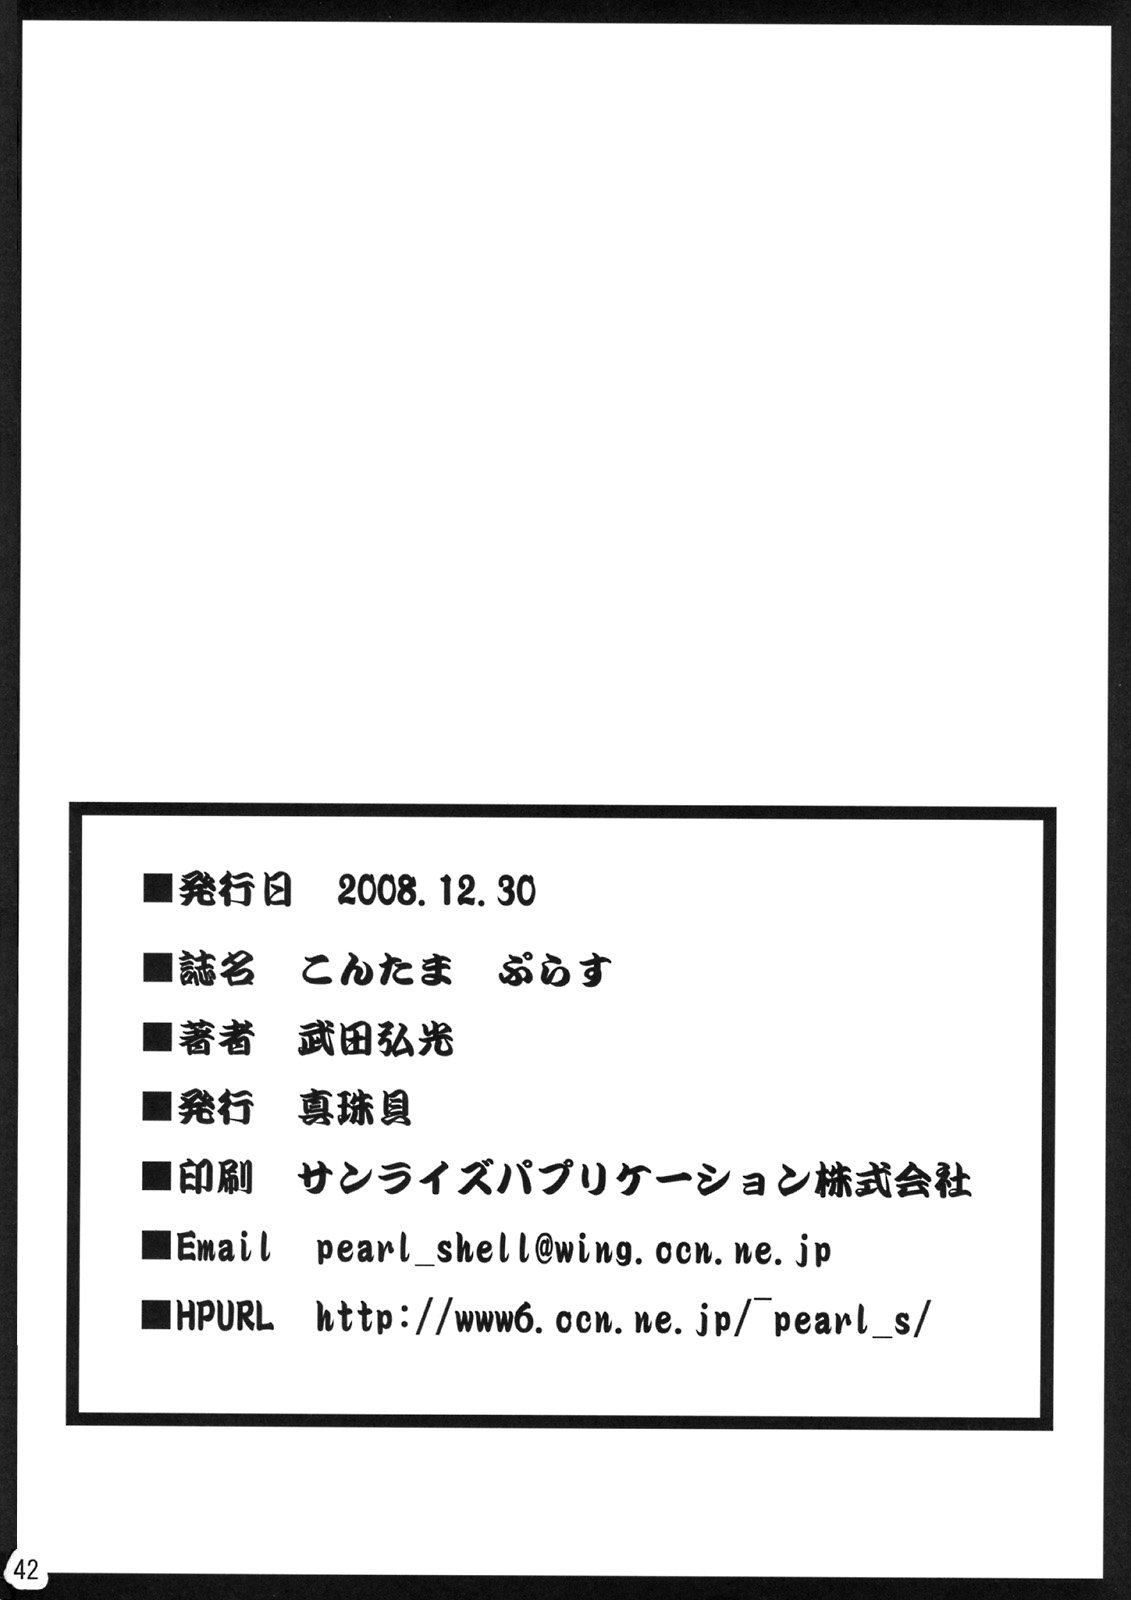 ■発行日　2008.12.30
■誌名　こんたま　ぷらす
■著者　武田弘光
■発行　真珠貝
■印刷　サンライズパプリケーション株式会社
■Email　pearl_shell@wing.ocn.ne.jp
■HPURL　http://www6.ocn.ne.jp/‾pearl_s/
42